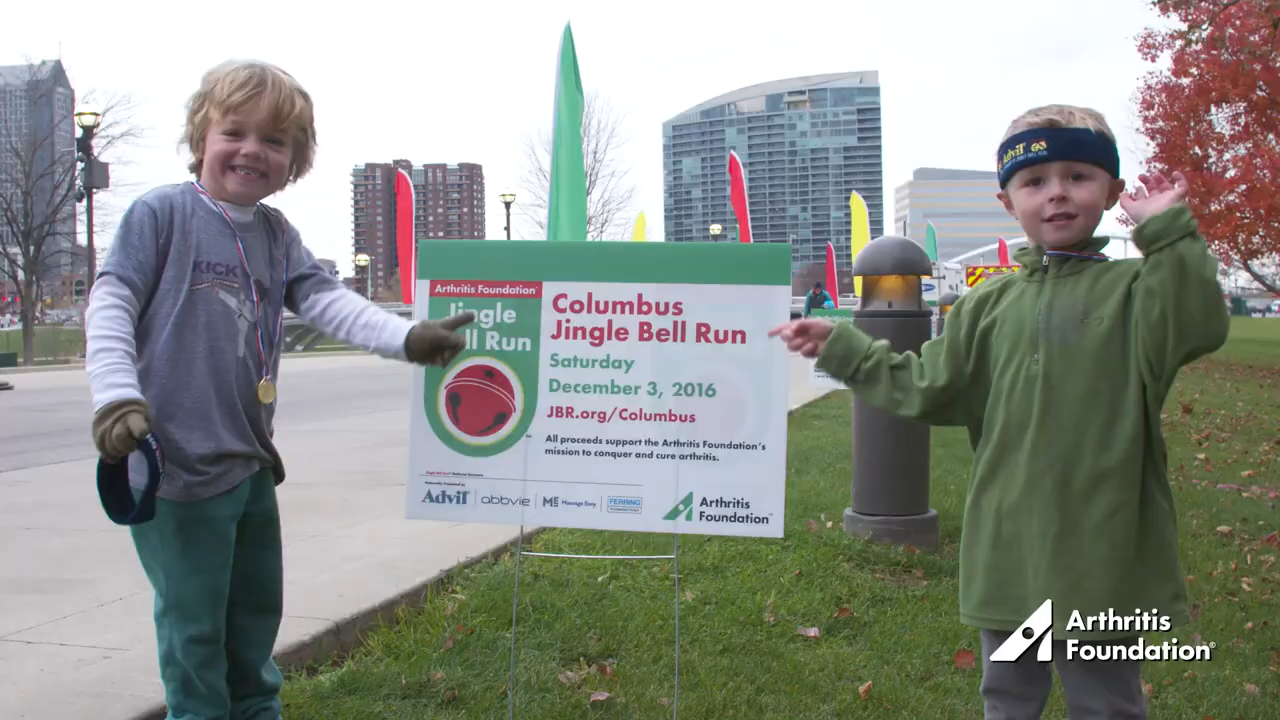 KICK
Advil
Arthritis Foundation
Jingle
ll Run
Columbus
Jingle Bell Run
Saturday
December 3, 2016
JBR.org/Columbus
All proceeds support the Arthritis Foundation's
mission to conquer and cure arthritis.
Advil
abbvie
ME Massage Envy
FERRING
Arthritis
Foundation
Arthritis
Foundation®